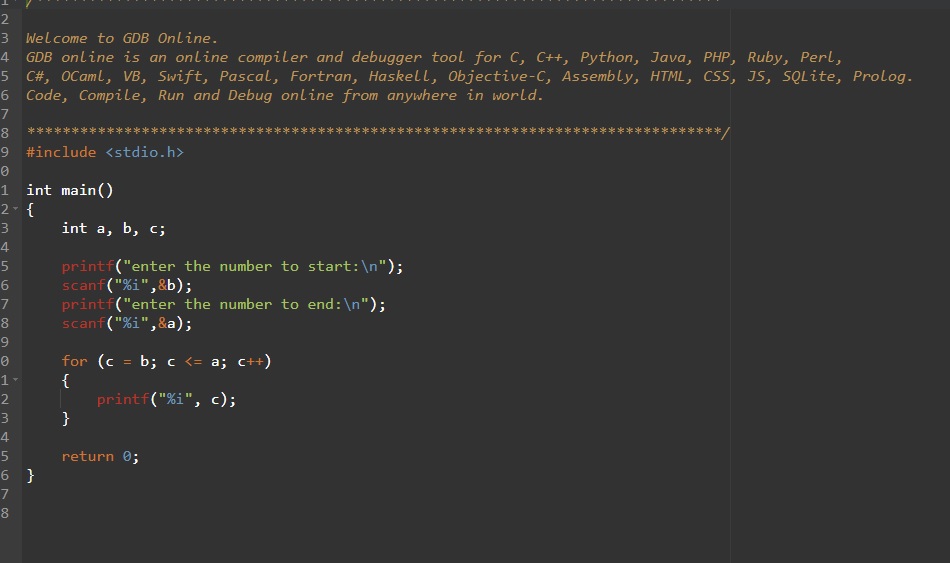 2
3 Welcome to GDB Online.
4 GDB online is an online compiler and debugger tool for C, C++, Python, Java, PHP, Ruby, Perl,
5 C#, OCaml, VB, Swift, Pascal, Fortran, Haskell, Objective-C, Assembly, HTML, CSS, JS, SQLite, Prolog.
6 Code, Compile, Run and Debug online from anywhere in world.
7
8 *******************************************************************************/
9 #include <stdio.h>
0
1 int main()
2 {
3     int a, b, c;
4
5     printf("enter the number to start:\n");
6     scanf("%i",&b);
7     printf("enter the number to end:\n");
8     scanf("%i",&a);
9
0     for (c = b; c <= a; c++)
1     {
2         printf("%i", c);
3     }
4
5     return 0;
6 }
7
8